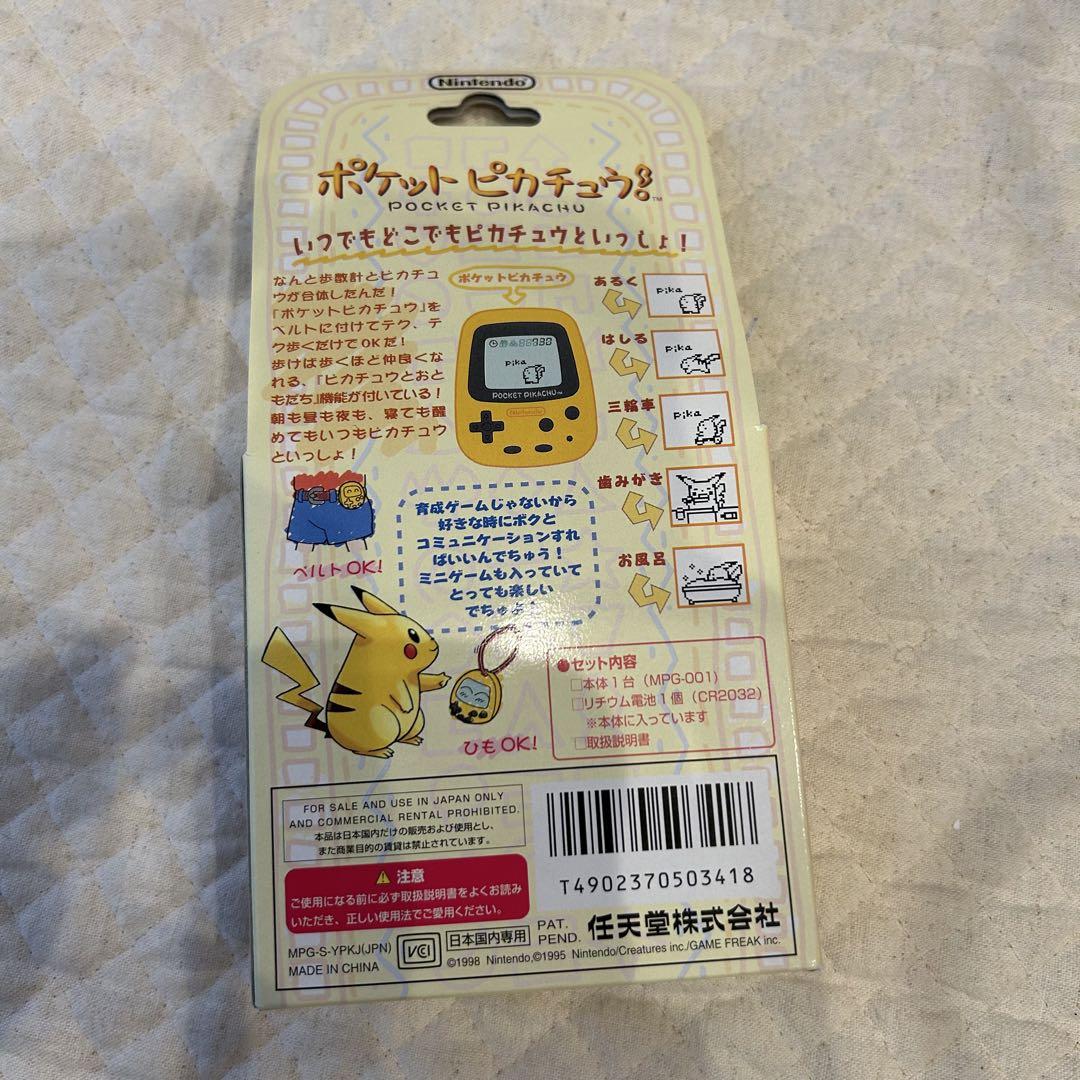 Nintendo
ポケットピカチュウ!
POCKET PIKACHU™
いつでもどこでもピカチュウといっしょ!
なんと歩数計とピカチュ
ウが合体したんだ!
『ポケットピカチュウ』を
ベルトに付けてテク、テ
ク歩くだけでOKだ!
歩けば歩くほど仲良くな
れる、『ピカチュウとおと
もだち』機能が付いている!
朝も昼も夜も、寝ても醒
めてもいつもピカチュウ
といっしょ!
ポケットピカチュウ
pika
POCKET PIKACHU™
Nintendo
あるく
pika
はしる
pika
三輪車
pika
歯みがき
お風呂
ベルトOK!
育成ゲームじゃないから
好きな時にボクと
コミュニケーションすれ
ばいいんでちゅう!
ミニゲームも入っていて
とっても楽しい
でちゅよ!
ひもOK!
●セット内容
□本体1台(MPG-001)
□リチウム電池1個(CR2032)
※本体に入っています
□取扱説明書
FOR SALE AND USE IN JAPAN ONLY
AND COMMERCIAL RENTAL PROHIBITED.
本品は日本国内だけの販売および使用とし、
また商業目的の賃貸は禁止されています。
注意
ご使用になる前に必ず取扱説明書をよくお読み
いただき、正しい使用法でご愛用ください。
T4902370503418
MPG-S-YPKJ(JPN)
MADE IN CHINA
VCI
日本国内専用
PAT.
PEND.
任天堂株式会社
©1998 Nintendo,©1995 Nintendo/Creatures inc./GAME FREAK inc.